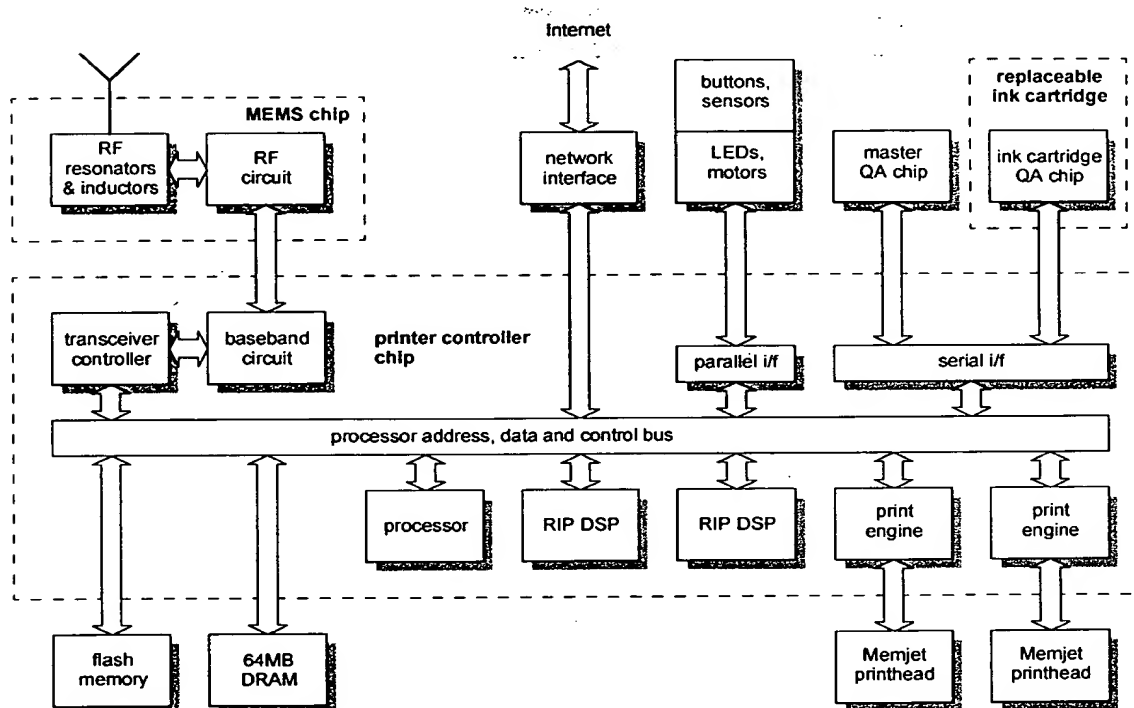 Internet
buttons,
sensors
replaceable
ink cartridge
MEMS chip
RF
resonators
& inductors
RF
circuit
network
interface
LEDs,
motors
master
QA chip
ink cartridge
QA chip
transceiver
controller
baseband
circuit
printer controller
chip
parallel i/f
serial i/f
processor address, data and control bus
processor
RIP DSP
RIP DSP
print
engine
print
engine
flash
memory
64MB
DRAM
Memjet
printhead
Memjet
printhead